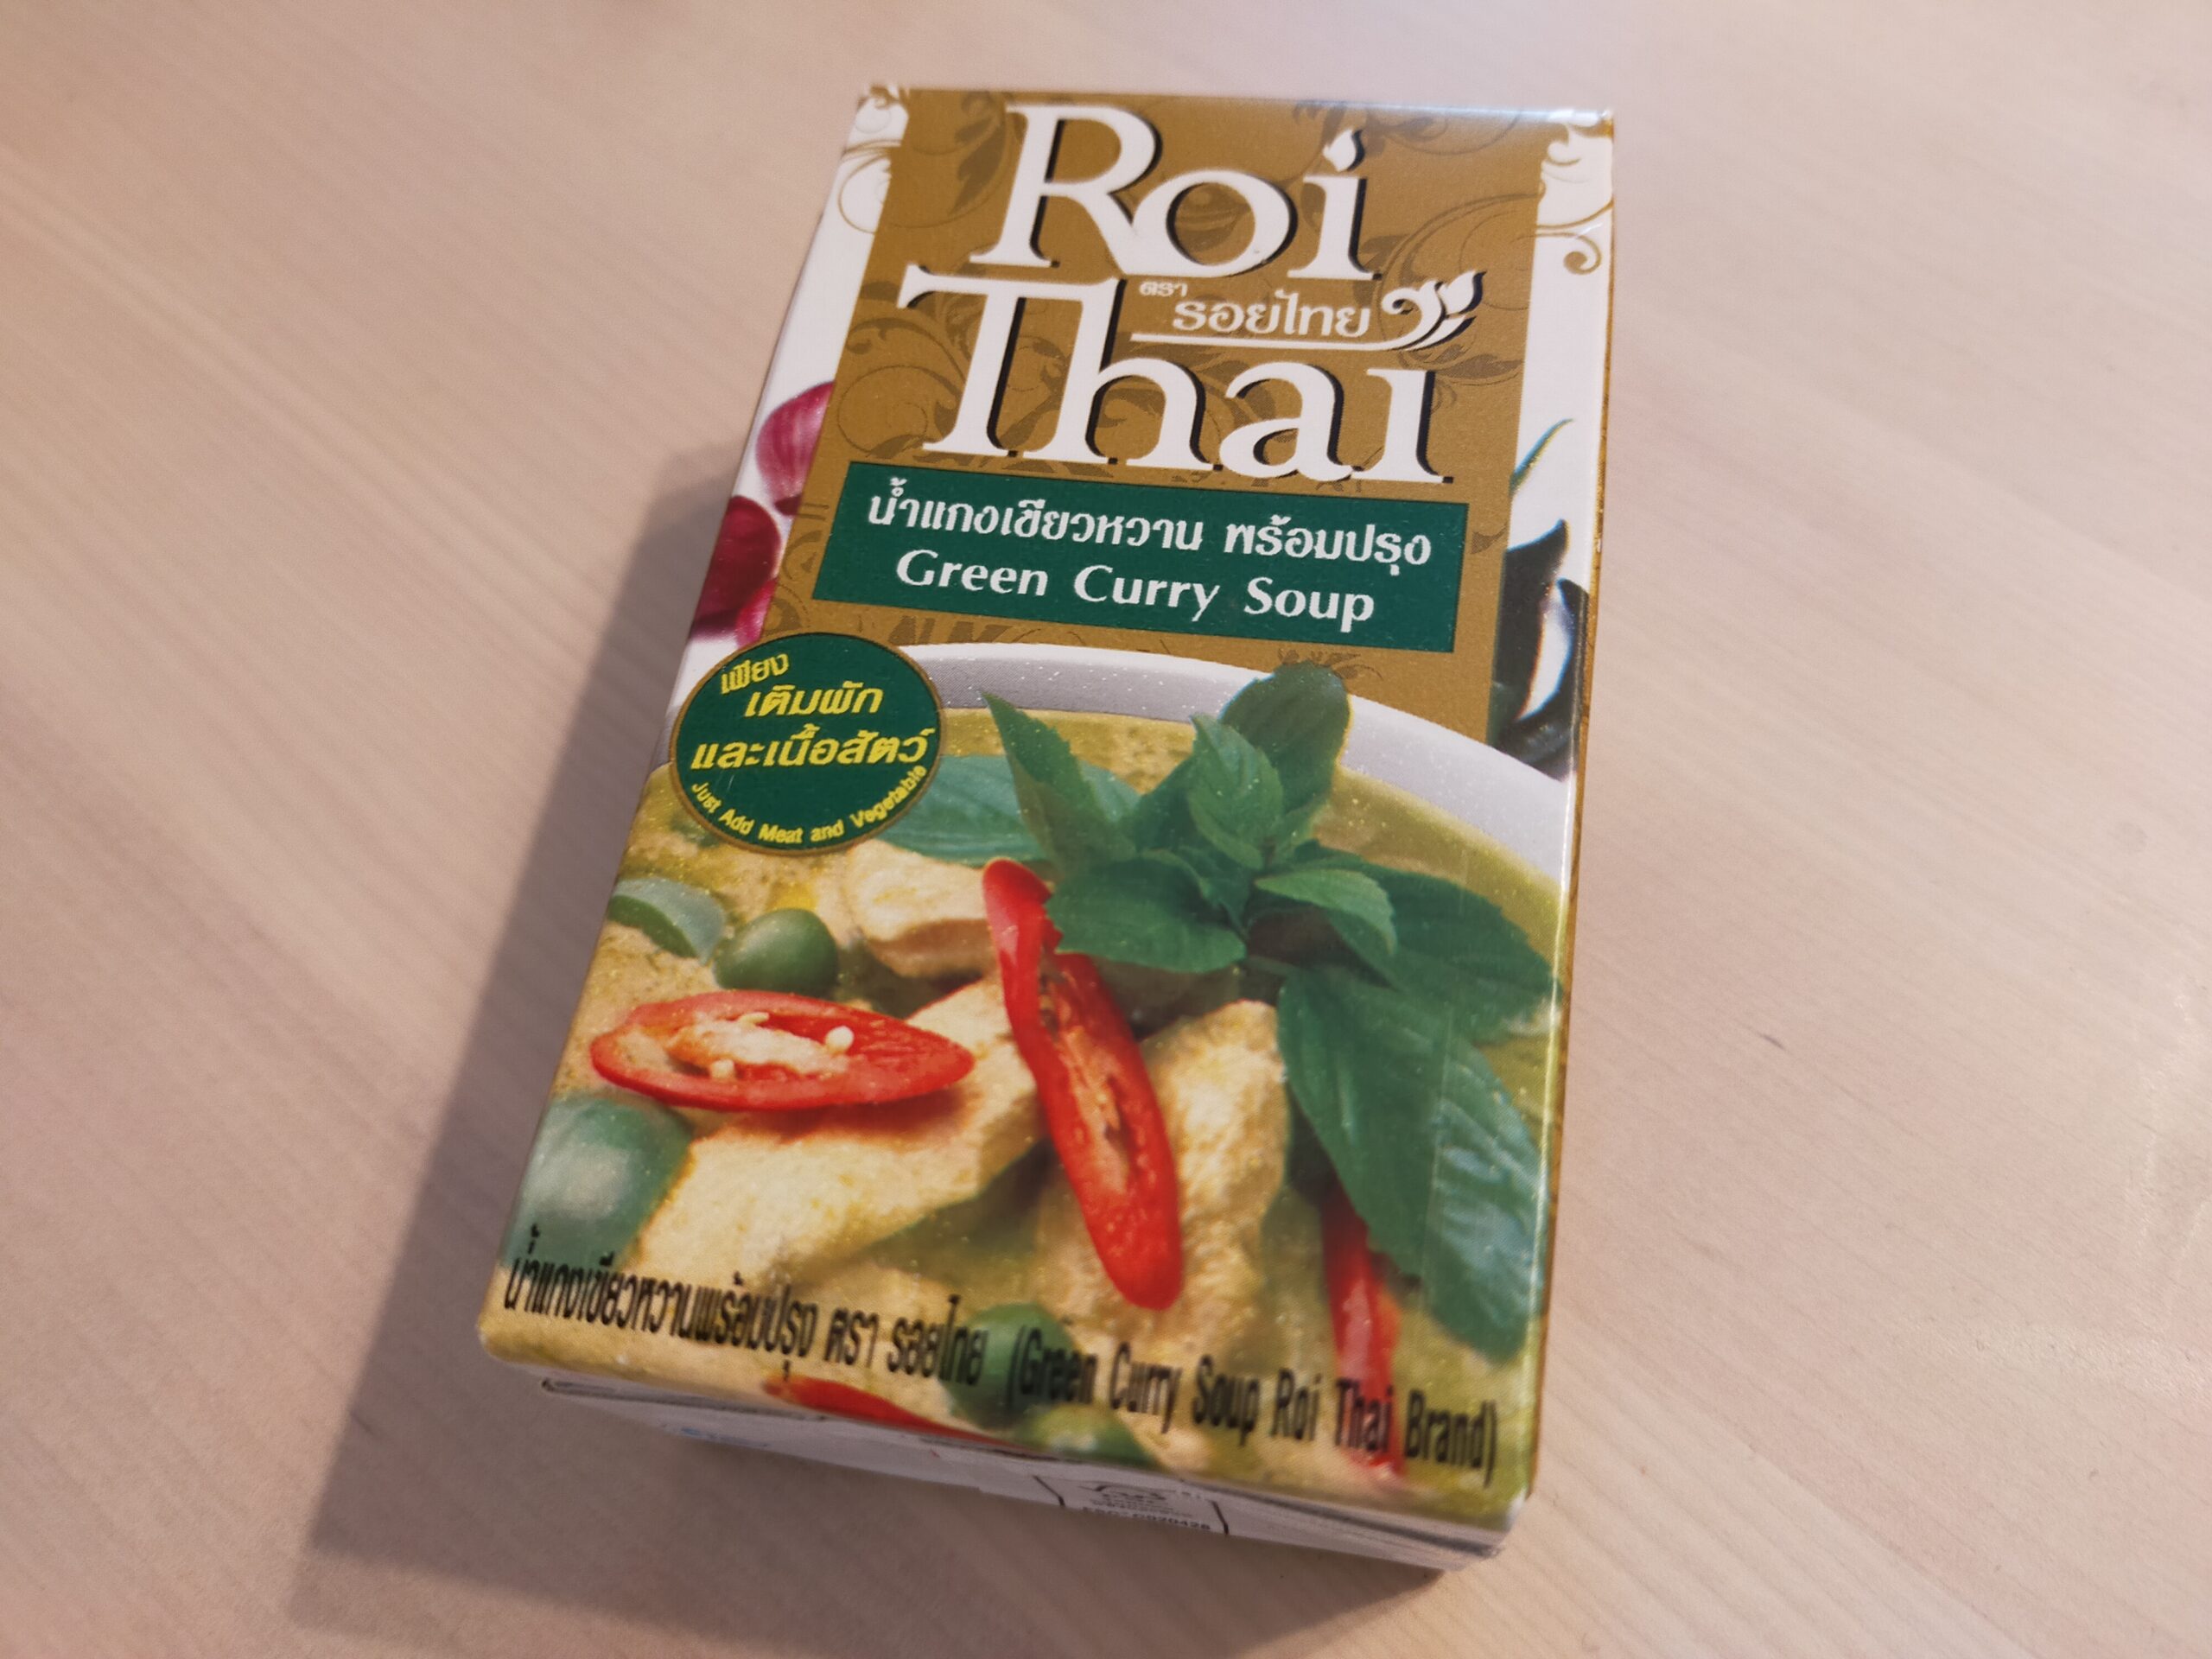 Roi
ตรา
รอยไทย
Thai
น้ำแกงเขียวหวาน พร้อมปรุง
Green Curry Soup
เพียง
เติมผัก
และเนื้อสัตว์
Just Add Meat and Vegetable
น้ำแกงเขียวหวานพร้อมปรุง ตรา รอยไทย (Green Curry Soup Roi Thai Brand)